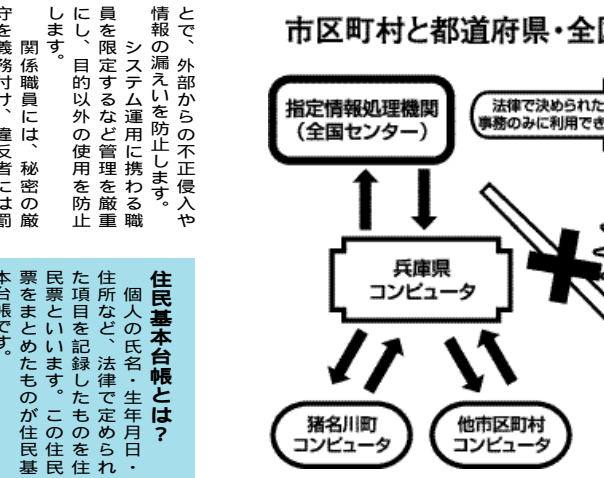 とで、外部からの不正侵入や
情報の漏えいを防止します。
　システム運用に携わる職
員を限定するなど管理を厳重
にし、目的以外の使用を防止
します。
　関係職員には、秘密の厳
守を義務付け、違反者には罰
住民基本台帳とは？
　個人の氏名・生年月日・
住所など、法律で定められ
た項目を記録したものを住
民票といいます。この住民
票をまとめたものが住民基
本台帳です。
市区町村と都道府県・全国
指定情報処理機関
（全国センター）
法律で決められた
事務のみに利用でき
兵庫県
コンピュータ
猪名川町
コンピュータ
他市区町村
コンピュータ